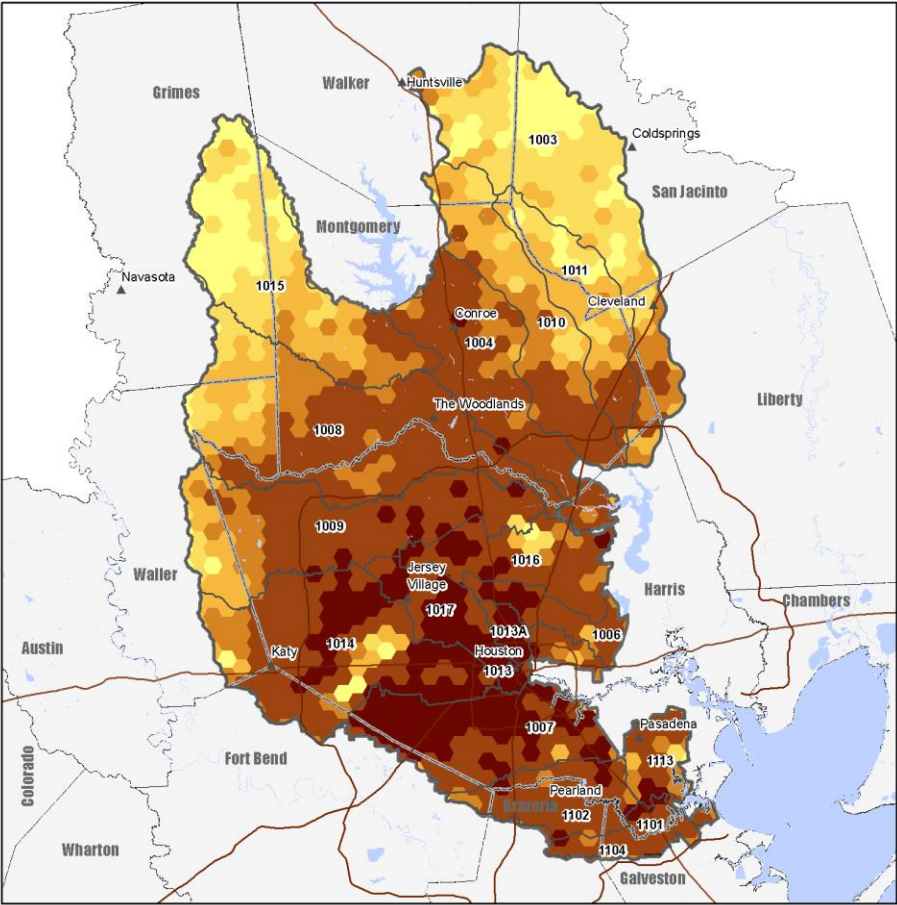 Walker
Huntsville
Grimes
1003
Coldsprings
San Jacinto
Montgomery
1011
Navasota
1015
Cleveland
Conroe
1010
1004
Liberty
The Woodlands
1008
1009
1016
Jersey
Village
Waller
Harris
Chambers
1017
1013A
1006
Austin
1014
Katy
Houston
1013
Pasadena
1007
Fort Bend
1113
Colorado
Pearland
Brazoria
1102
1101
Wharton
1104
Galveston